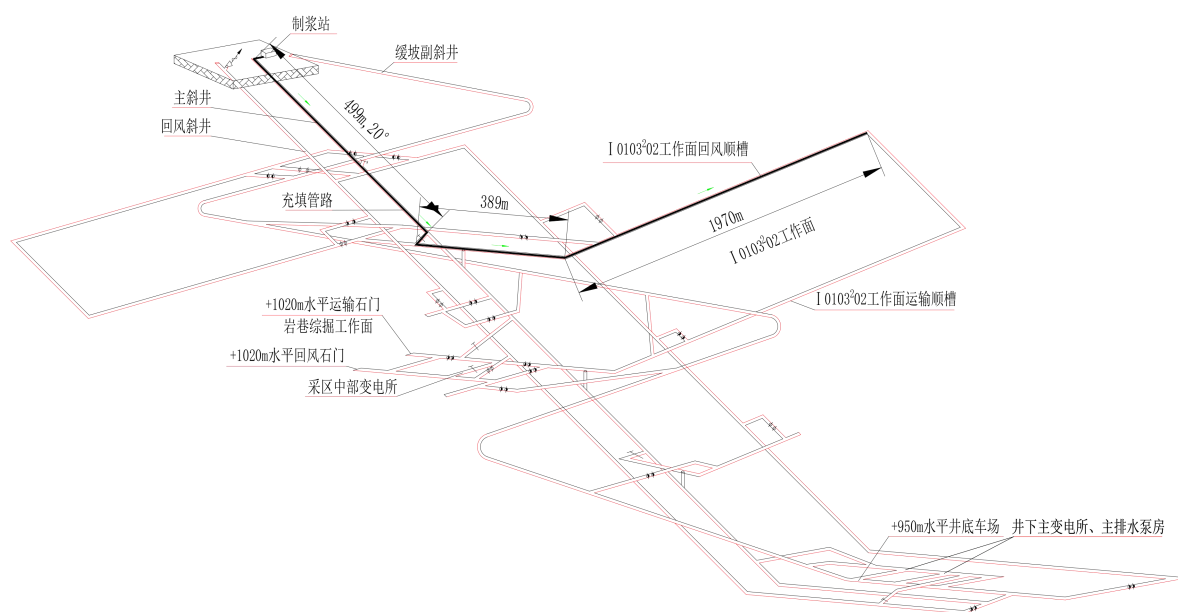 制浆站
缓坡副斜井
主斜井
499m,20°
回风斜井
Ⅰ0103²02工作面回风顺槽
充填管路
389m
1970m
Ⅰ0103²02工作面
+1020m水平运输石门
岩巷综掘工作面
Ⅰ0103²02工作面运输顺槽
+1020m水平回风石门
采区中部变电所
+950m水平井底车场
井下主变电所、主排水泵房